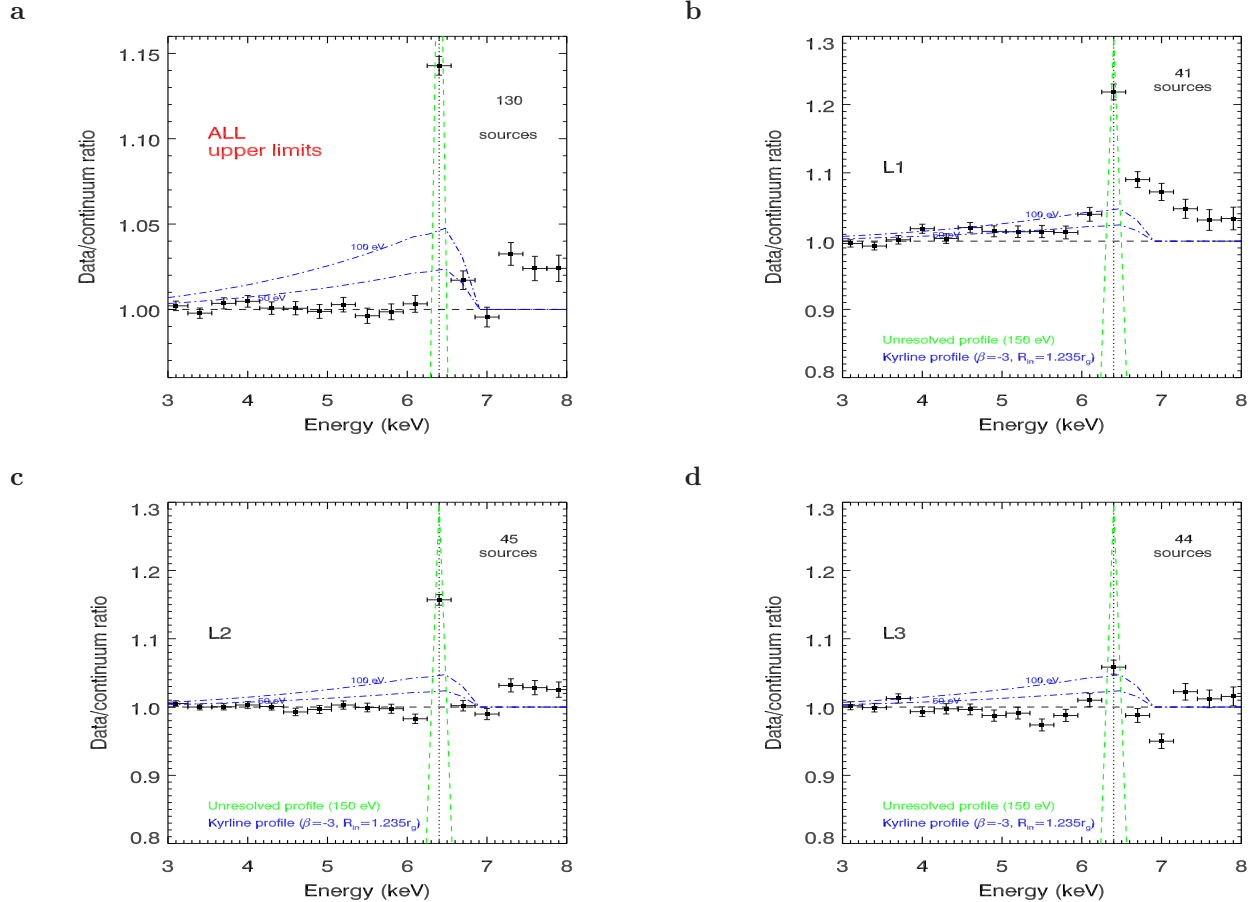 a
1.15
1.10
1.05
1.00
Data/continuum ratio
ALL
upper limits
130
sources
100 eV
50 eV
3 4 5 6 7 8
Energy (keV)
b
1.3
1.2
1.1
1.0
0.9
0.8
Data/continuum ratio
L1
41
sources
100 eV
50 eV
Unresolved profile (150 eV)
Kyrline profile (β=-3, R_in=1.235r_g)
3 4 5 6 7 8
Energy (keV)
c
1.3
1.2
1.1
1.0
0.9
0.8
Data/continuum ratio
L2
45
sources
100 eV
50 eV
Unresolved profile (150 eV)
Kyrline profile (β=-3, R_in=1.235r_g)
3 4 5 6 7 8
Energy (keV)
d
1.3
1.2
1.1
1.0
0.9
0.8
Data/continuum ratio
L3
44
sources
100 eV
50 eV
Unresolved profile (150 eV)
Kyrline profile (β=-3, R_in=1.235r_g)
3 4 5 6 7 8
Energy (keV)